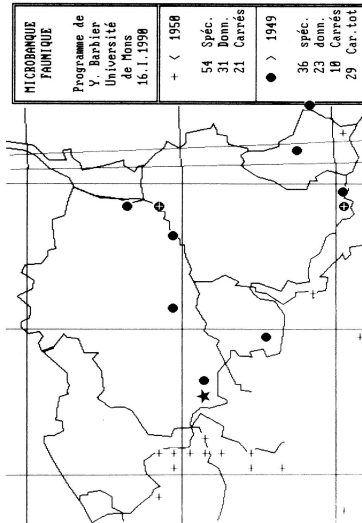 MICROBANQUE
FAUNIQUE
Programme de
Y. Barbier
Université
de Mons
16.I.1990
+ < 1950
54 Spéc.
31 Donn.
21 Carrés
● > 1949
36 spéc.
23 donn.
10 Carrés
29 Car.tot